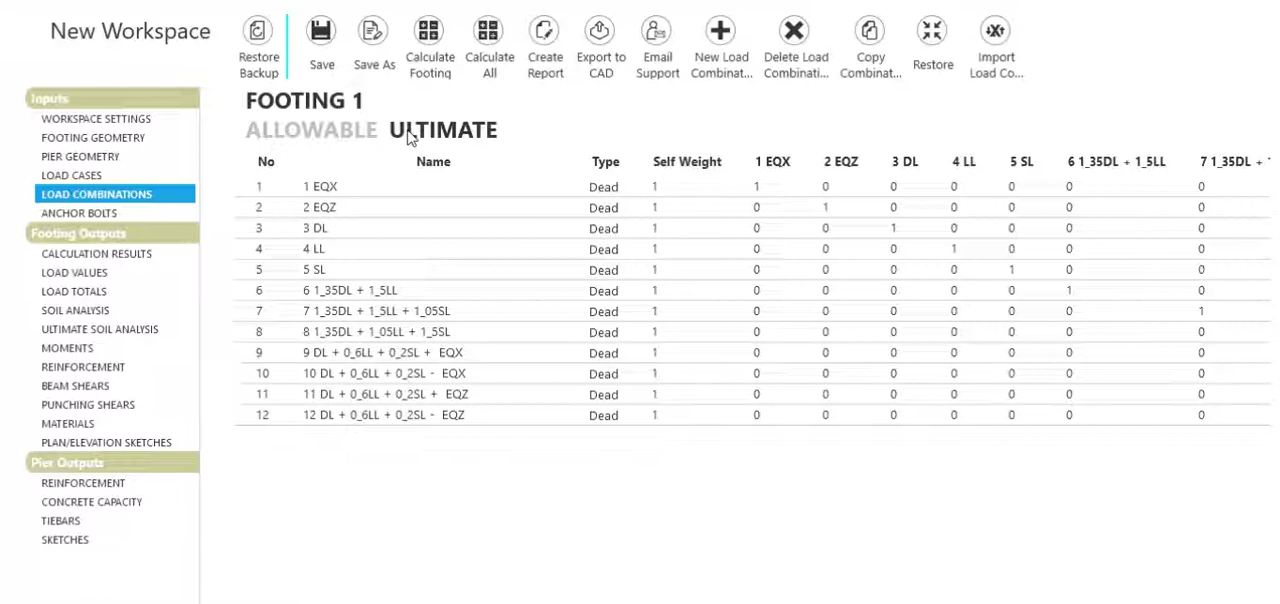 New Workspace
Restore Backup
Save
Save As
Calculate Footing
Calculate All
Create Report
Export to CAD
Email Support
New Load Combinat...
Delete Load Combinati...
Copy Combinat...
Restore
Import Load Co...
Inputs
WORKSPACE SETTINGS
FOOTING GEOMETRY
PIER GEOMETRY
LOAD CASES
LOAD COMBINATIONS
ANCHOR BOLTS
Footing Outputs
CALCULATION RESULTS
LOAD VALUES
LOAD TOTALS
SOIL ANALYSIS
ULTIMATE SOIL ANALYSIS
MOMENTS
REINFORCEMENT
BEAM SHEARS
PUNCHING SHEARS
MATERIALS
PLAN/ELEVATION SKETCHES
Pier Outputs
REINFORCEMENT
CONCRETE CAPACITY
TIEBARS
SKETCHES
FOOTING 1
ALLOWABLE ULTIMATE
No Name Type Self Weight 1 EQX 2 EQZ 3 DL 4 LL 5 SL 6 1_35DL + 1_5LL 7 1_35DL +
1 1 EQX Dead 1 1 0 0 0 0 0 0
2 2 EQZ Dead 1 0 1 0 0 0 0 0
3 3 DL Dead 1 0 0 1 0 0 0 0
4 4 LL Dead 1 0 0 0 1 0 0 0
5 5 SL Dead 1 0 0 0 0 1 0 0
6 6 1_35DL + 1_5LL Dead 1 0 0 0 0 0 1 0
7 7 1_35DL + 1_5LL + 1_05SL Dead 1 0 0 0 0 0 0 1
8 8 1_35DL + 1_05LL + 1_5SL Dead 1 0 0 0 0 0 0 0
9 9 DL + 0_6LL + 0_2SL + EQX Dead 1 0 0 0 0 0 0 0
10 10 DL + 0_6LL + 0_2SL - EQX Dead 1 0 0 0 0 0 0 0
11 11 DL + 0_6LL + 0_2SL + EQZ Dead 1 0 0 0 0 0 0 0
12 12 DL + 0_6LL + 0_2SL - EQZ Dead 1 0 0 0 0 0 0 0